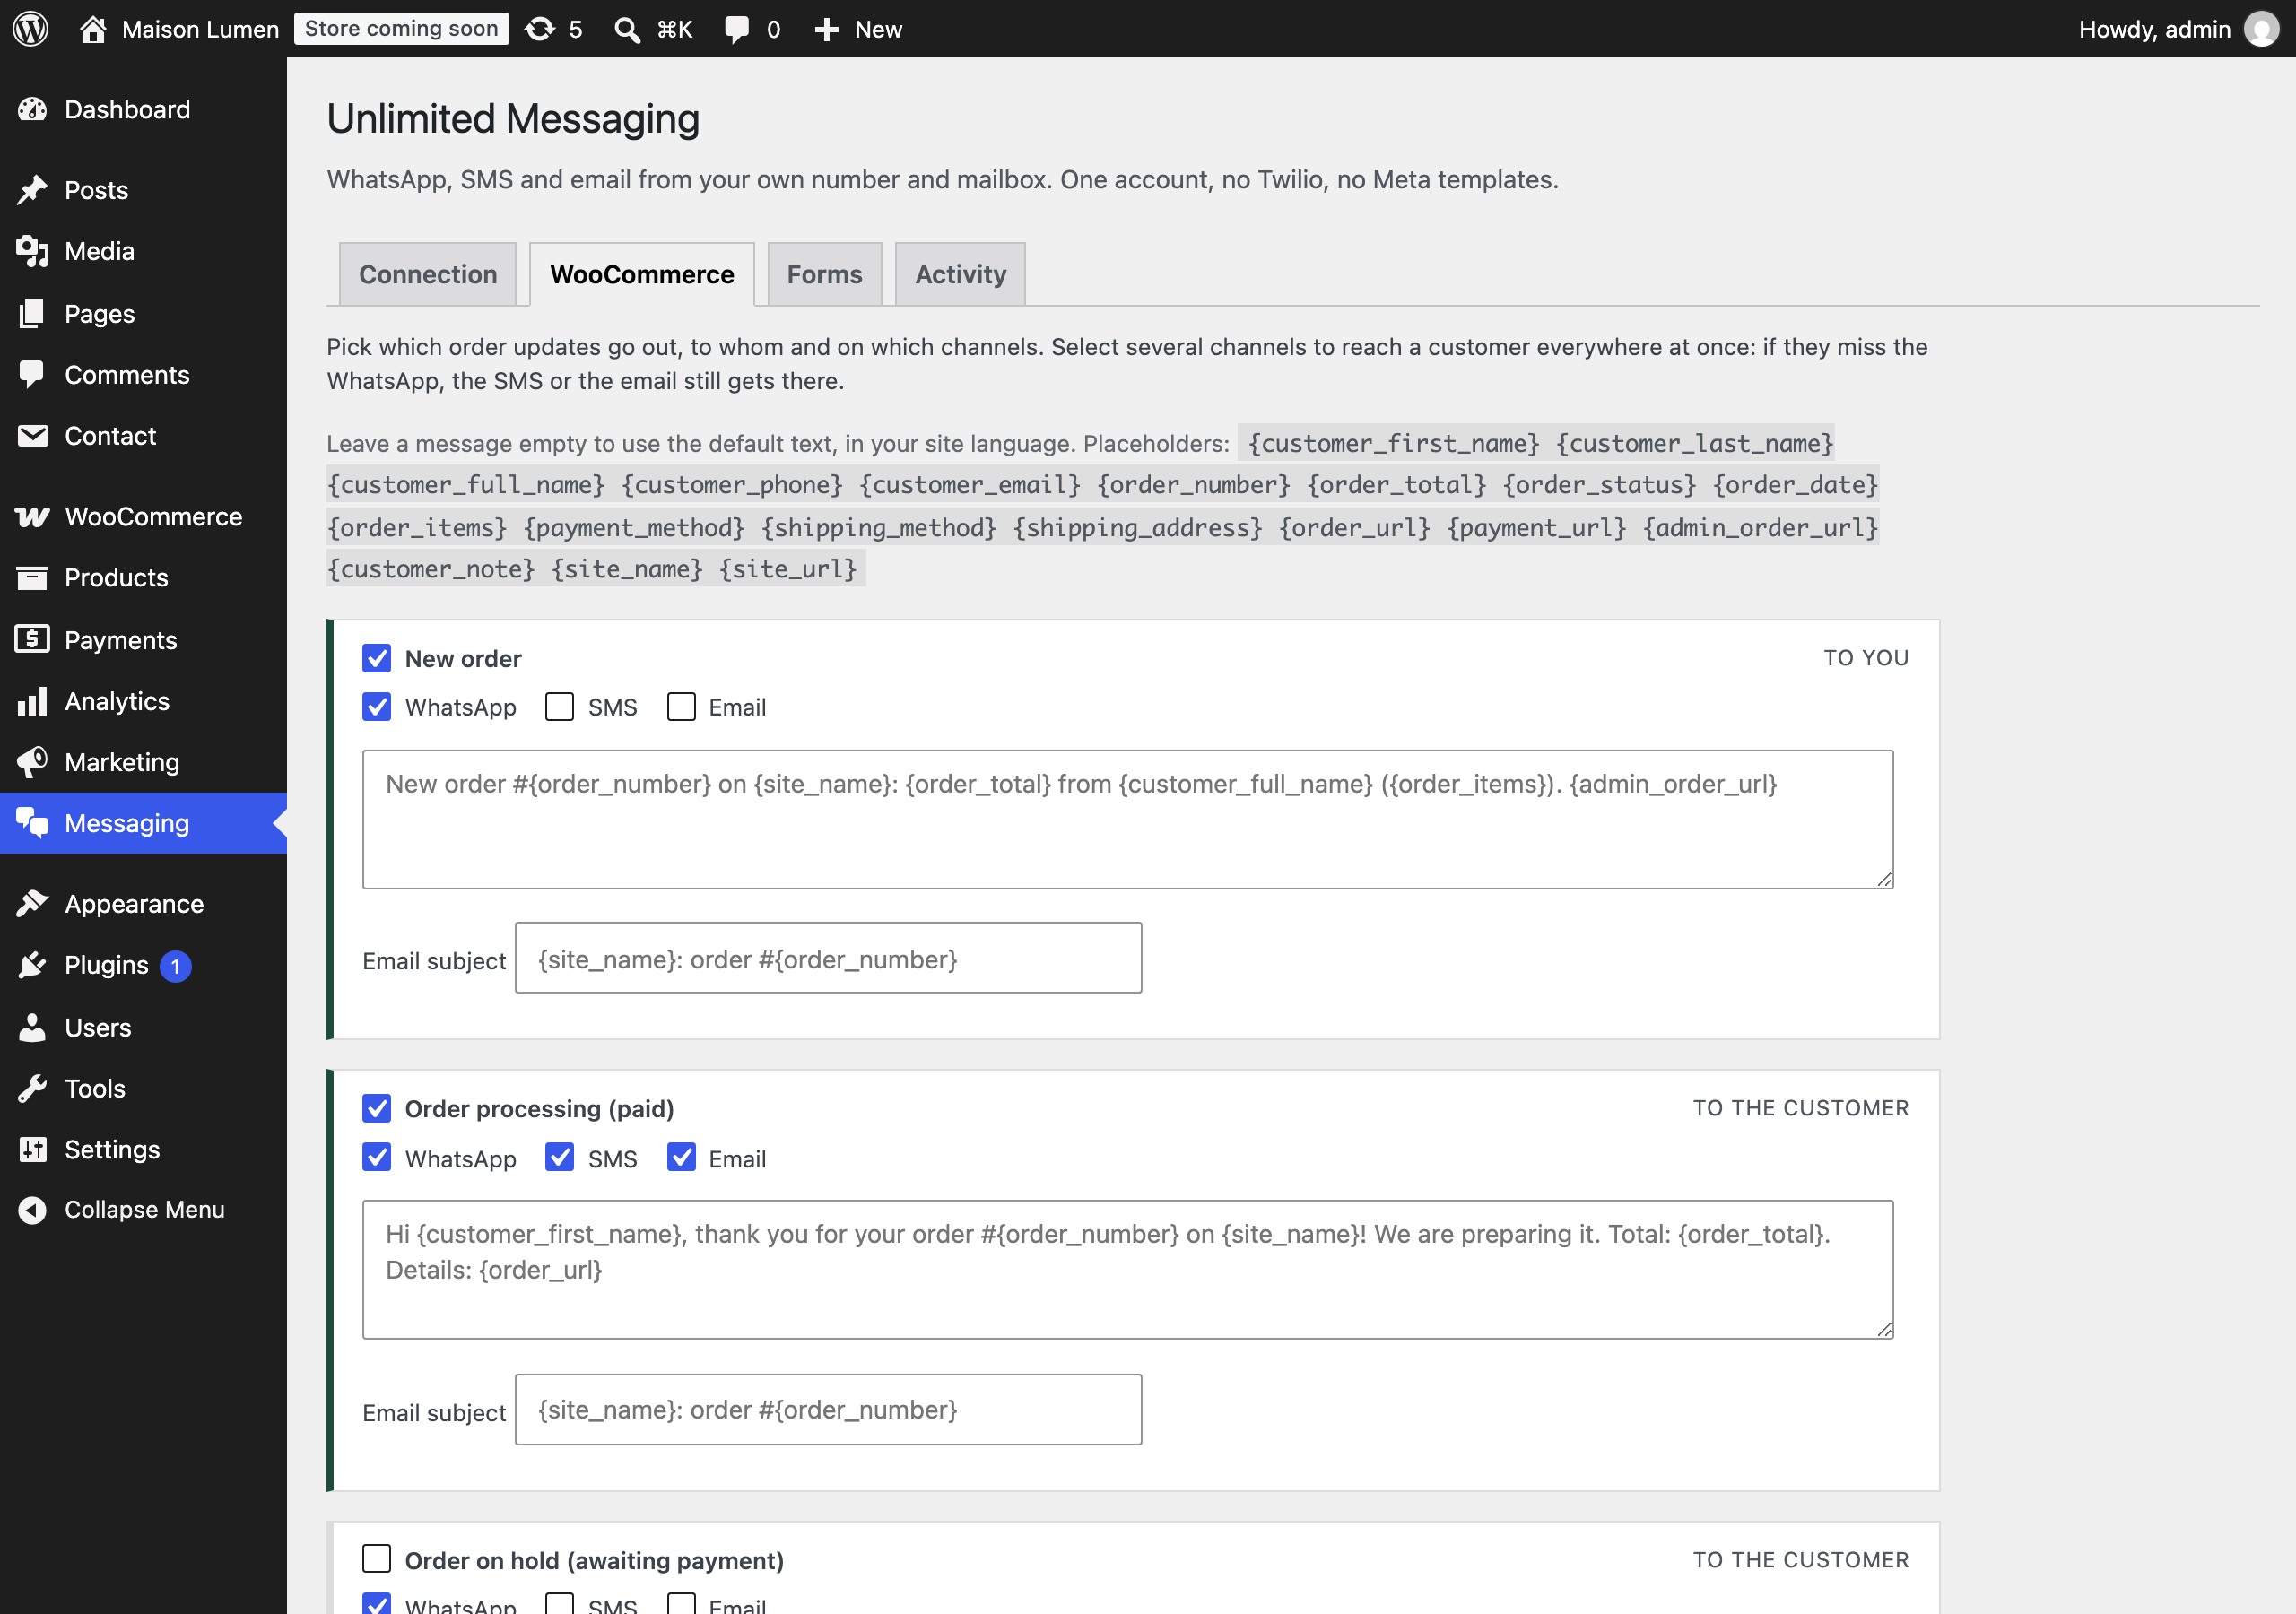 Maison Lumen Store coming soon 5 ⌘K 0 New Howdy, admin
Dashboard
Posts
Media
Pages
Comments
Contact
WooCommerce
Products
Payments
Analytics
Marketing
Messaging
Appearance
Plugins 1
Users
Tools
Settings
Collapse Menu
Unlimited Messaging
WhatsApp, SMS and email from your own number and mailbox. One account, no Twilio, no Meta templates.
Connection WooCommerce Forms Activity
Pick which order updates go out, to whom and on which channels. Select several channels to reach a customer everywhere at once: if they miss the
WhatsApp, the SMS or the email still gets there.
Leave a message empty to use the default text, in your site language. Placeholders: {customer_first_name} {customer_last_name}
{customer_full_name} {customer_phone} {customer_email} {order_number} {order_total} {order_status} {order_date}
{order_items} {payment_method} {shipping_method} {shipping_address} {order_url} {payment_url} {admin_order_url}
{customer_note} {site_name} {site_url}
New order TO YOU
WhatsApp SMS Email
New order #{order_number} on {site_name}: {order_total} from {customer_full_name} ({order_items}). {admin_order_url}
Email subject {site_name}: order #{order_number}
Order processing (paid) TO THE CUSTOMER
WhatsApp SMS Email
Hi {customer_first_name}, thank you for your order #{order_number} on {site_name}! We are preparing it. Total: {order_total}.
Details: {order_url}
Email subject {site_name}: order #{order_number}
Order on hold (awaiting payment) TO THE CUSTOMER
WhatsApp SMS Email